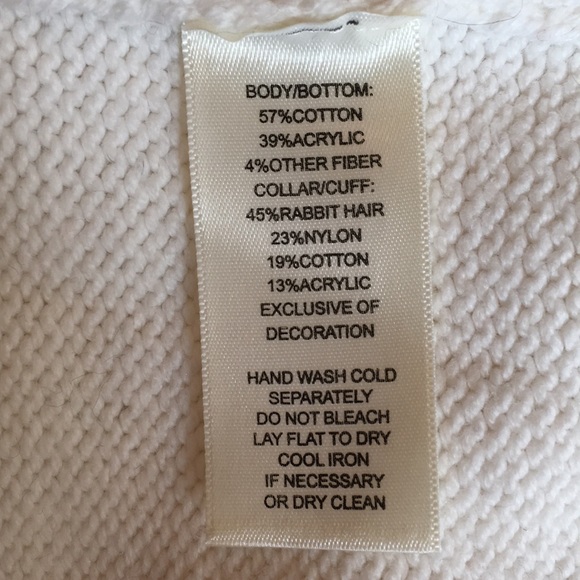 BODY/BOTTOM:
57%COTTON
39%ACRYLIC
4%OTHER FIBER
COLLAR/CUFF:
45%RABBIT HAIR
23%NYLON
19%COTTON
13%ACRYLIC
EXCLUSIVE OF
DECORATION
HAND WASH COLD
SEPARATELY
DO NOT BLEACH
LAY FLAT TO DRY
COOL IRON
IF NECESSARY
OR DRY CLEAN